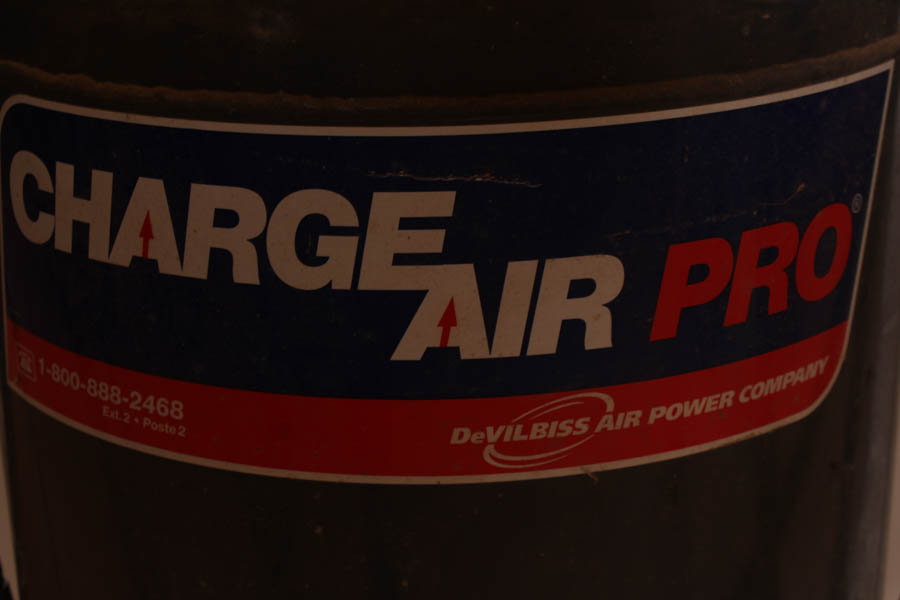 CHARGE
AIR PRO®
1-800-888-2468
Ext.2 • Poste 2
DeVILBISS AIR POWER COMPANY